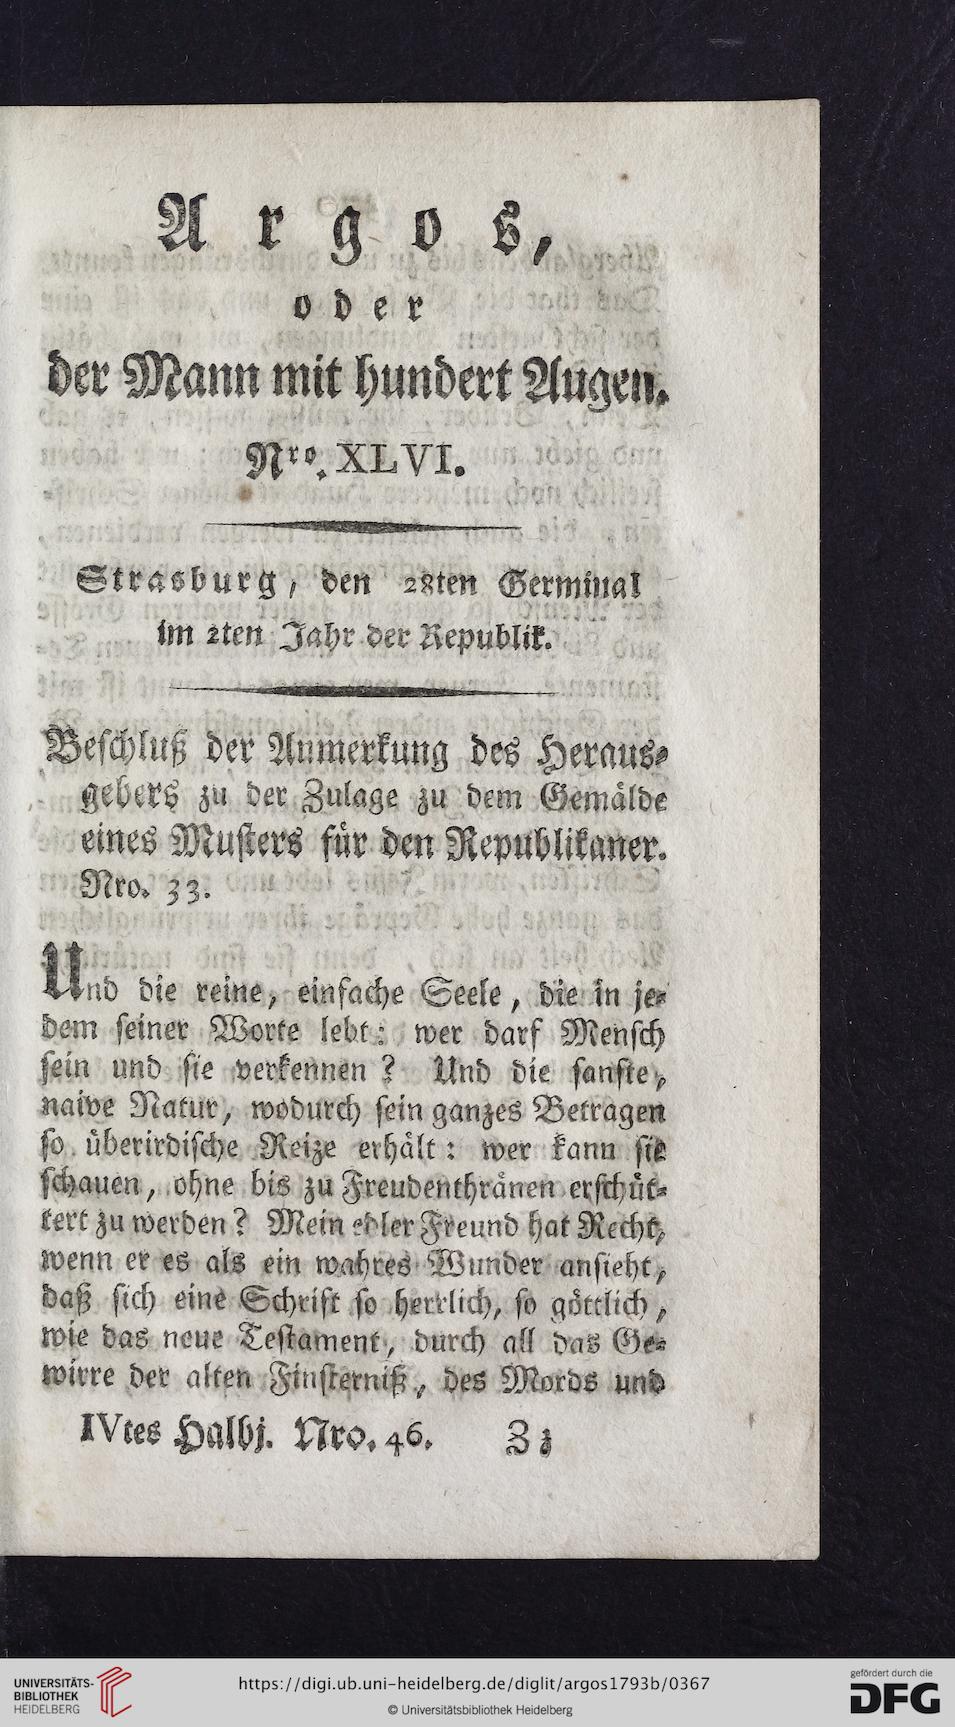 Argos,
oder
der Mann mit hundert Augen.
Nro. XLVI.
Strasburg, den 28ten Germinal
im 2ten Jahr der Republik.
Beschluß der Anmerkung des Heraus-
gebers zu der Zulage zu dem Gemälde
eines Musters für den Republikaner.
Nro. 33.
Und die reine, einfache Seele, die in je-
dem seiner Worte lebt: wer darf Mensch
sein und sie verkennen? Und die sanfte,
naive Natur, wodurch sein ganzes Betragen
so überirdische Reize erhält: wer kann sie
schauen, ohne bis zu Freudenthränen erschüt-
tert zu werden? Mein edler Freund hat Recht,
wenn er es als ein wahres Wunder ansieht,
daß sich eine Schrift so herrlich, so göttlich,
wie das neue Testament, durch all das Ge-
wirre der alten Finsterniß, des Mords und
IVtes Halbj. Nro. 46. Zz
UNIVERSITÄTS-
BIBLIOTHEK
HEIDELBERG
https://digi.ub.uni-heidelberg.de/diglit/argos1793b/0367
© Universitätsbibliothek Heidelberg
gefördert durch die
DFG